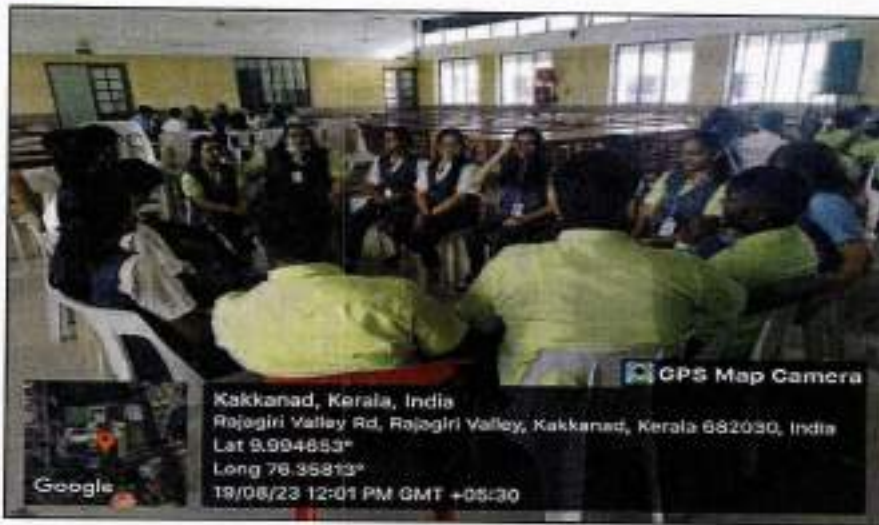 GPS Map Camera
Kakkanad, Kerala, India
Rajagiri Valley Rd, Rajagiri Valley, Kakkanad, Kerala 682030, India
Lat 9.994653°
Long 76.35813°
19/08/23 12:01 PM GMT +05:30
Google